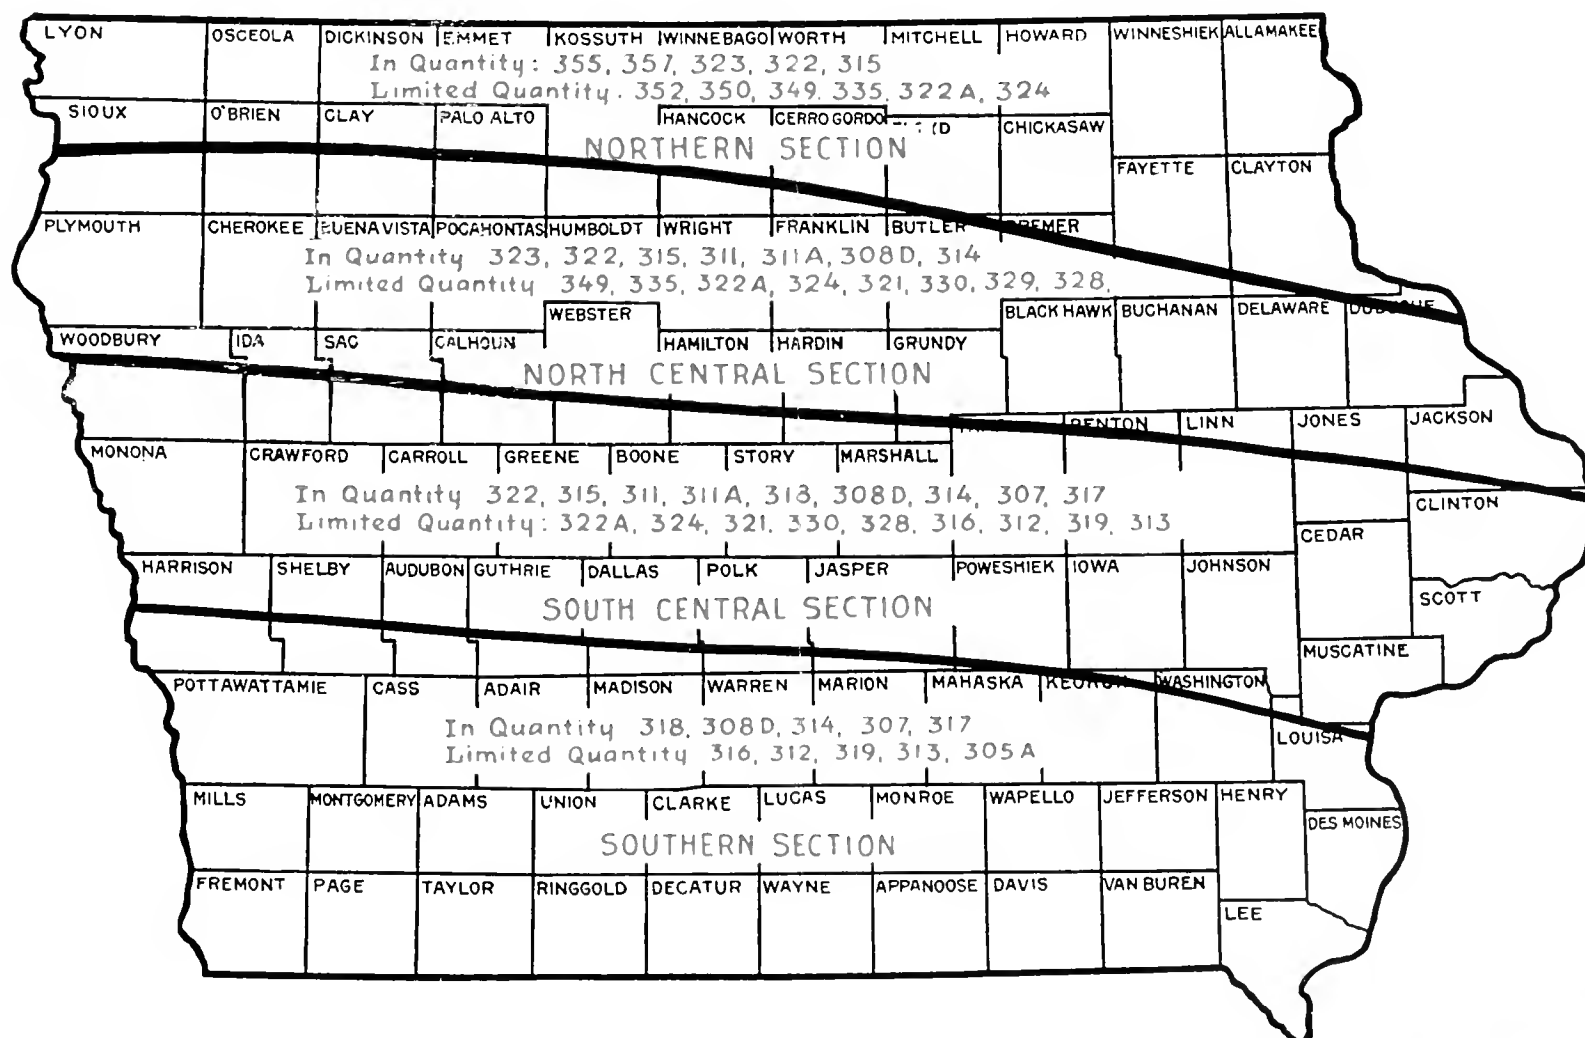 LYON OSCEOLA DICKINSON EMMET KOSSUTH WINNEBAGO WORTH MITCHELL HOWARD WINNESHIEK ALLAMAKEE
In Quantity: 355, 357, 323, 322, 315
Limited Quantity. 352, 350, 349. 335, 322A, 324
SIOUX O'BRIEN CLAY PALO ALTO HANCOCK CERRO GORDO CHICKASAW
NORTHERN SECTION
FAYETTE CLAYTON
PLYMOUTH CHEROKEE BUENA VISTA POCAHONTAS HUMBOLDT WRIGHT FRANKLIN BUTLER BREMER
In Quantity 323, 322, 315, 311, 311A, 308D, 314
Limited Quantity 349, 335, 322A, 324, 321, 330, 329, 328,
WEBSTER BLACK HAWK BUCHANAN DELAWARE DUBUQUE
WOODBURY IDA SAC CALHOUN HAMILTON HARDIN GRUNDY
NORTH CENTRAL SECTION
BENTON LINN JONES JACKSON
MONONA CRAWFORD CARROLL GREENE BOONE STORY MARSHALL
In Quantity 322, 315, 311, 311A, 318, 308D, 314, 307, 317
CLINTON
Limited Quantity: 322A, 324, 321, 330, 328, 316, 312, 319, 313
CEDAR
HARRISON SHELBY AUDUBON GUTHRIE DALLAS POLK JASPER POWESHIEK IOWA JOHNSON
SCOTT
SOUTH CENTRAL SECTION
MUSCATINE
POTTAWATTAMIE CASS ADAIR MADISON WARREN MARION MAHASKA KEOKUK WASHINGTON
In Quantity 318, 308D, 314, 307, 317
LOUISA
Limited Quantity 316, 312, 319, 313, 305A
MILLS MONTGOMERY ADAMS UNION CLARKE LUCAS MONROE WAPELLO JEFFERSON HENRY
DES MOINES
SOUTHERN SECTION
FREMONT PAGE TAYLOR RINGGOLD DECATUR WAYNE APPANOOSE DAVIS VAN BUREN
LEE